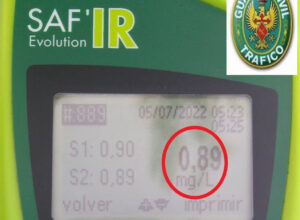 SAF'IR
Evolution
GUARDIA CIVIL
TRAFICO
#889 05/07/2022 05:23
05:25
S1: 0,90 0,89
S2: 0,89 mg/L
volver imprimir